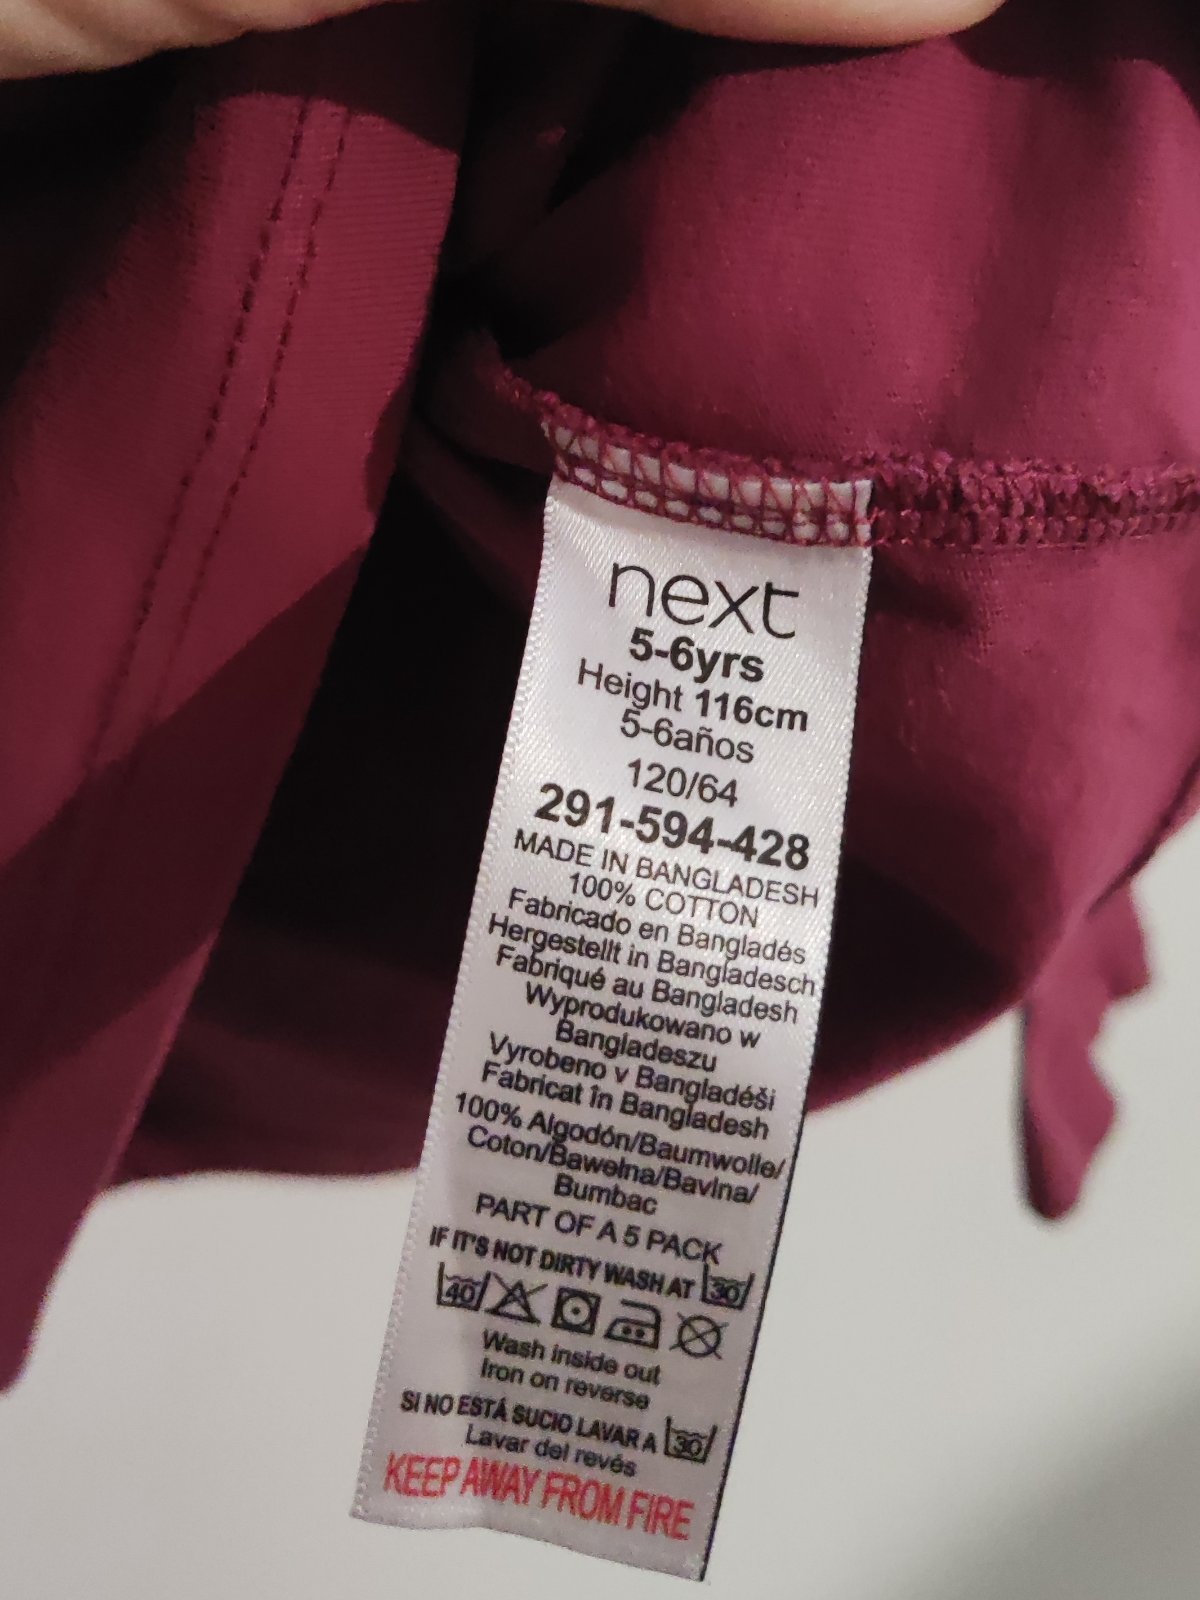 next
5-6yrs
Height 116cm
5-6años
120/64
291-594-428
MADE IN BANGLADESH
100% COTTON
Fabricado en Bangladés
Hergestellt in Bangladesch
Fabriqué au Bangladesh
Wyprodukowano w
Bangladeszu
Vyrobeno v Bangladéši
Fabricat în Bangladesh
100% Algodón/Baumwolle/
Coton/Bawełna/Bavlna/
Bumbac
PART OF A 5 PACK
IF IT'S NOT DIRTY WASH AT 30
40
Wash inside out
Iron on reverse
SI NO ESTÁ SUCIO LAVAR A 30
Lavar del revés
KEEP AWAY FROM FIRE